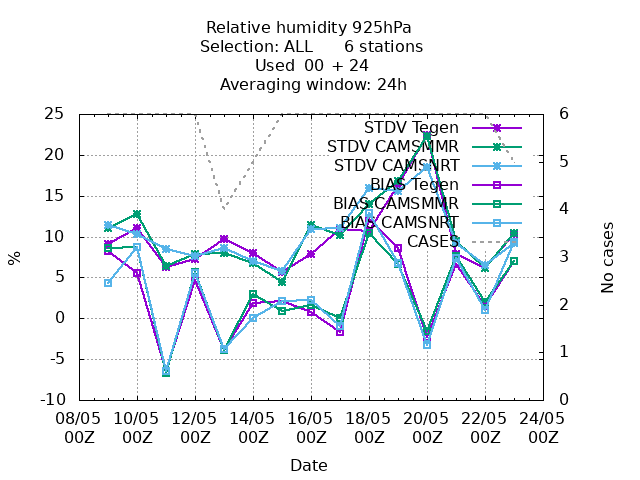 Relative humidity 925hPa
Selection: ALL 6 stations
Used 00 + 24
Averaging window: 24h
25
20
15
10
5
0
-5
-10
%
6
5
4
3
2
1
0
No cases
STDV Tegen
STDV CAMSMMR
STDV CAMSNRT
BIAS Tegen
BIAS CAMSMMR
BIAS CAMSNRT
CASES
08/05 10/05 12/05 14/05 16/05 18/05 20/05 22/05 24/05
00Z 00Z 00Z 00Z 00Z 00Z 00Z 00Z 00Z
Date